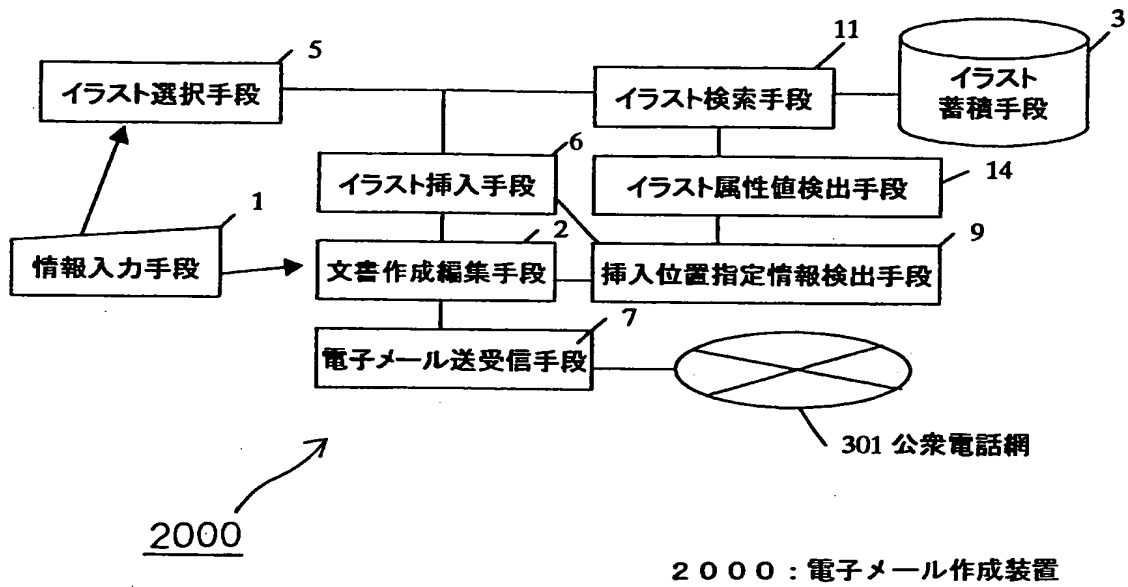 5
11
3
イラスト選択手段
イラスト検索手段
イラスト
蓄積手段
6
イラスト挿入手段
イラスト属性値検出手段
14
1
2
9
情報入力手段
文書作成編集手段
挿入位置指定情報検出手段
7
電子メール送受信手段
301 公衆電話網
2000
2000:電子メール作成装置